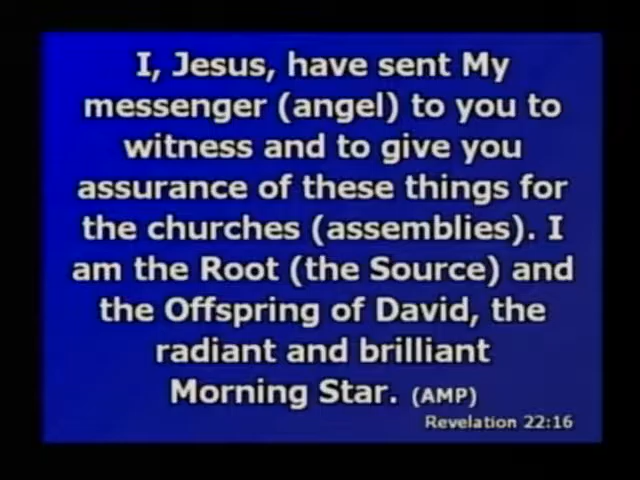 I, Jesus, have sent My
messenger (angel) to you to
witness and to give you
assurance of these things for
the churches (assemblies). I
am the Root (the Source) and
the Offspring of David, the
radiant and brilliant
Morning Star. (AMP)
Revelation 22:16